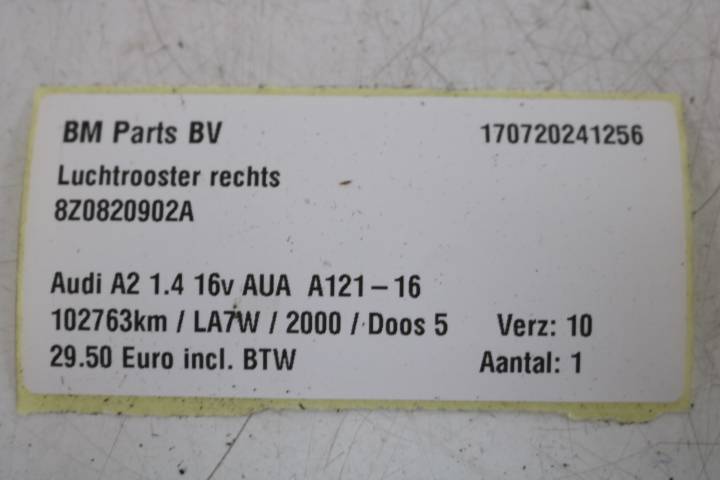 BM Parts BV 170720241256
Luchtrooster rechts
8Z0820902A
Audi A2 1.4 16v AUA A121-16
102763km / LA7W / 2000 / Doos 5 Verz: 10
29.50 Euro incl. BTW Aantal: 1